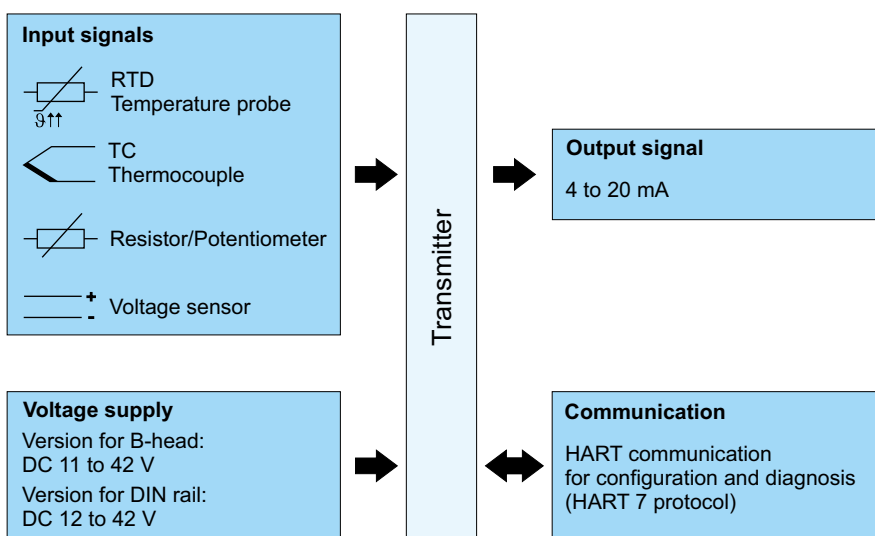 Input signals
RTD
Temperature probe
ϑ↑↑
TC
Thermocouple
Resistor/Potentiometer
+
-
Voltage sensor
Voltage supply
Version for B-head:
DC 11 to 42 V
Version for DIN rail:
DC 12 to 42 V
Transmitter
Output signal
4 to 20 mA
Communication
HART communication
for configuration and diagnosis
(HART 7 protocol)